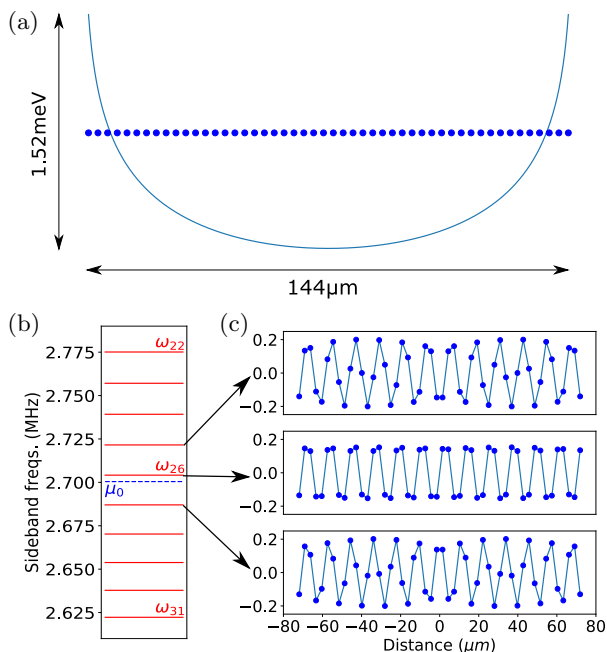 (a)
1.52meV
144μm
(b)
Sideband freqs. (MHz)
2.775
2.750
2.725
2.700
2.675
2.650
2.625
ω22
ω26
μ0
ω31
(c)
0.2
0.0
−0.2
0.2
0.0
−0.2
0.2
0.0
−0.2
−80 −60 −40 −20 0 20 40 60 80
Distance (μm)